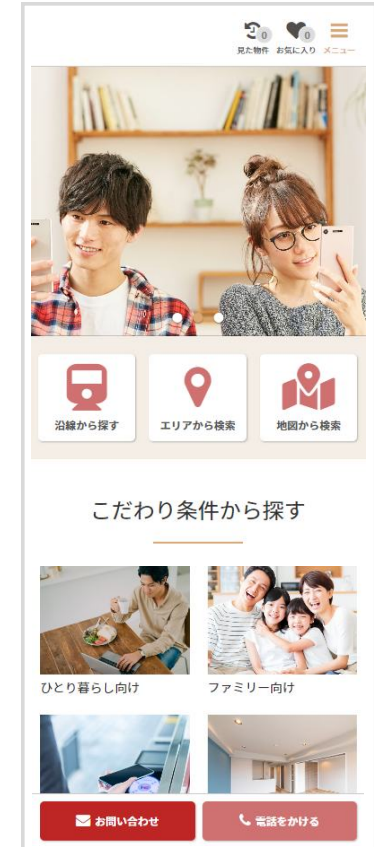 0
0
見た物件 お気に入り メニュー
沿線から探す
エリアから検索
地図から検索
こだわり条件から探す
ひとり暮らし向け
ファミリー向け
お問い合わせ
電話をかける